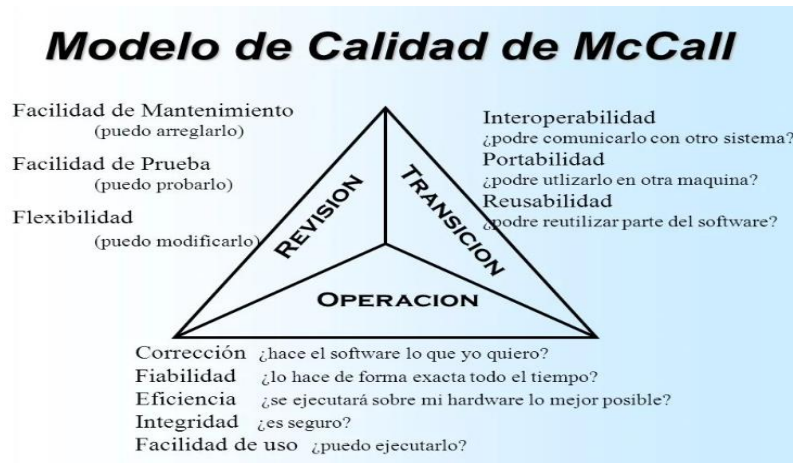 Modelo de Calidad de McCall
Facilidad de Mantenimiento
(puedo arreglarlo)
Facilidad de Prueba
(puedo probarlo)
Flexibilidad
(puedo modificarlo)
Interoperabilidad
¿podre comunicarlo con otro sistema?
Portabilidad
¿podre utlizarlo en otra maquina?
Reusabilidad
¿podre reutilizar parte del software?
REVISION
TRANSICION
OPERACION
Corrección ¿hace el software lo que yo quiero?
Fiabilidad ¿lo hace de forma exacta todo el tiempo?
Eficiencia ¿se ejecutará sobre mi hardware lo mejor posible?
Integridad ¿es seguro?
Facilidad de uso ¿puedo ejecutarlo?